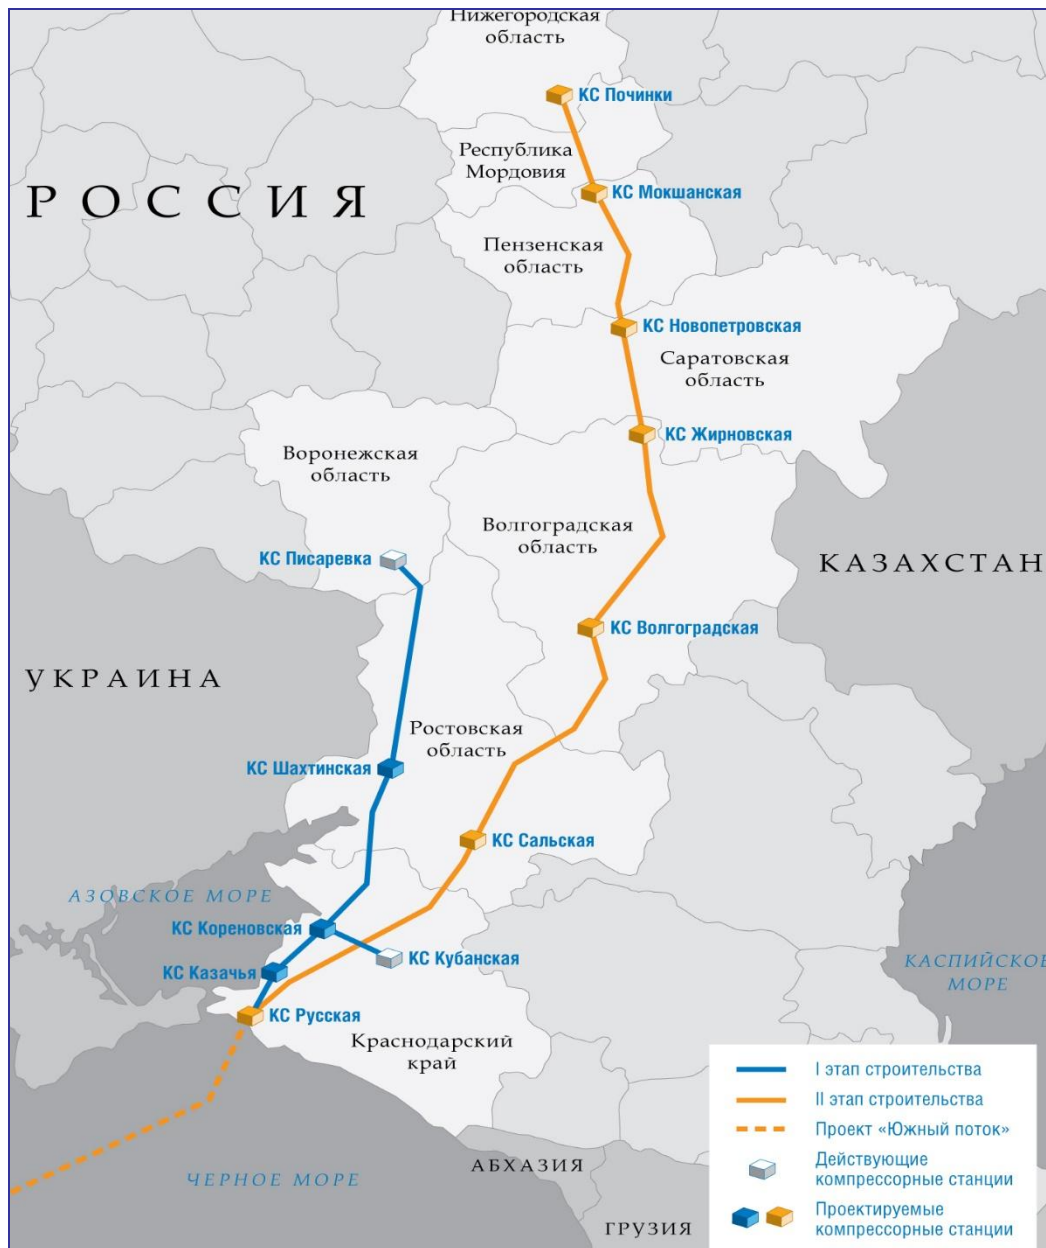 Нижегородская
область
КС Починки
Республика
Мордовия
РОССИЯ
КС Мокшанская
Пензенская
область
КС Новопетровская
Саратовская
область
КС Жирновская
Воронежская
область
Волгоградская
область
КС Писаревка
КАЗАХСТАН
КС Волгоградская
УКРАИНА
Ростовская
область
КС Шахтинская
КС Сальская
АЗОВСКОЕ МОРЕ
КС Кореновская
КС Кубанская
КС Казачья
КАСПИЙСКОЕ
МОРЕ
КС Русская
Краснодарский
край
I этап строительства
II этап строительства
Проект «Южный поток»
Действующие
компрессорные станции
Проектируемые
компрессорные станции
АБХАЗИЯ
ЧЕРНОЕ МОРЕ
ГРУЗИЯ